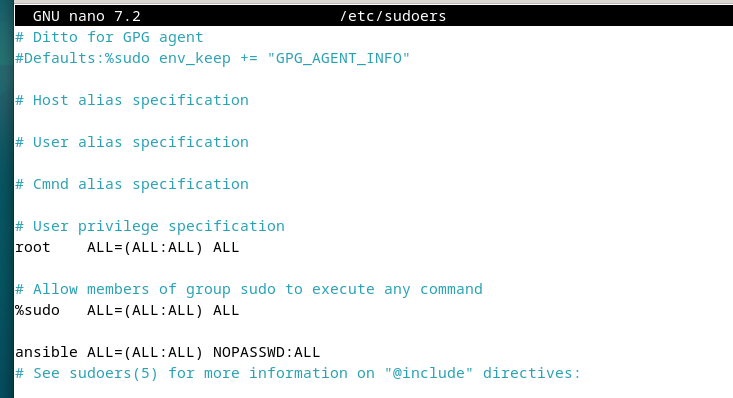 GNU nano 7.2 /etc/sudoers
# Ditto for GPG agent
#Defaults:%sudo env_keep += "GPG_AGENT_INFO"
# Host alias specification
# User alias specification
# Cmnd alias specification
# User privilege specification
root    ALL=(ALL:ALL) ALL
# Allow members of group sudo to execute any command
%sudo   ALL=(ALL:ALL) ALL
ansible ALL=(ALL:ALL) NOPASSWD:ALL
# See sudoers(5) for more information on "@include" directives: